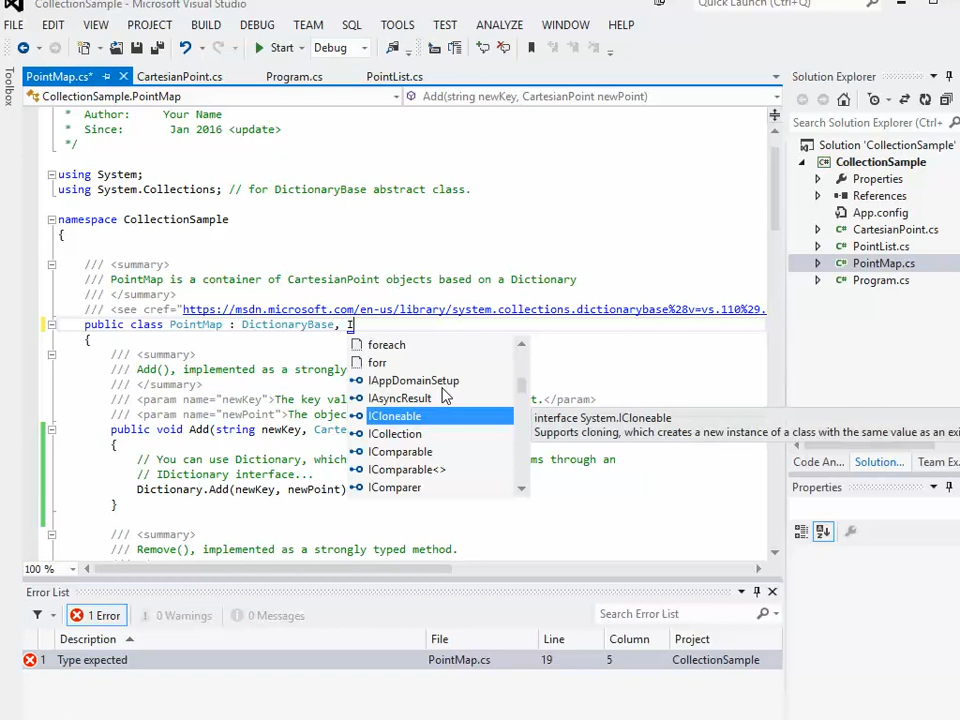 CollectionSample - Microsoft Visual Studio
Quick Launch (Ctrl+Q)
FILE EDIT VIEW PROJECT BUILD DEBUG TEAM SQL TOOLS TEST ANALYZE WINDOW HELP
Start Debug
Toolbox
PointMap.cs* CartesianPoint.cs Program.cs PointList.cs
CollectionSample.PointMap Add(string newKey, CartesianPoint newPoint)
* Author: Your Name
* Since: Jan 2016 <update>
*/
using System;
using System.Collections; // for DictionaryBase abstract class.
namespace CollectionSample
{
/// <summary>
/// PointMap is a container of CartesianPoint objects based on a Dictionary
/// </summary>
/// <see cref="https://msdn.microsoft.com/en-us/library/system.collections.dictionarybase%28v=vs.110%29.
public class PointMap : DictionaryBase, I
{
/// <summary>
/// Add(), implemented as a strongly
/// </summary>
/// <param name="newKey">The key val .</param>
/// <param name="newPoint">The objec
public void Add(string newKey, Carte
{
// You can use Dictionary, which ms through an
// IDictionary interface...
Dictionary.Add(newKey, newPoint)
}
/// <summary>
/// Remove(), implemented as a strongly typed method.
foreach
forr
IAppDomainSetup
IAsyncResult
ICloneable
ICollection
IComparable
IComparable<>
IComparer
interface System.ICloneable
Supports cloning, which creates a new instance of a class with the same value as an exi
100 %
Solution Explorer
Search Solution Explorer
Solution 'CollectionSample'
CollectionSample
Properties
References
App.config
CartesianPoint.cs
PointList.cs
PointMap.cs
Program.cs
Code An... Solution... Team Ex
Properties
Error List
1 Error 0 Warnings 0 Messages Search Error List
Description File Line Column Project
1 Type expected PointMap.cs 19 5 CollectionSample